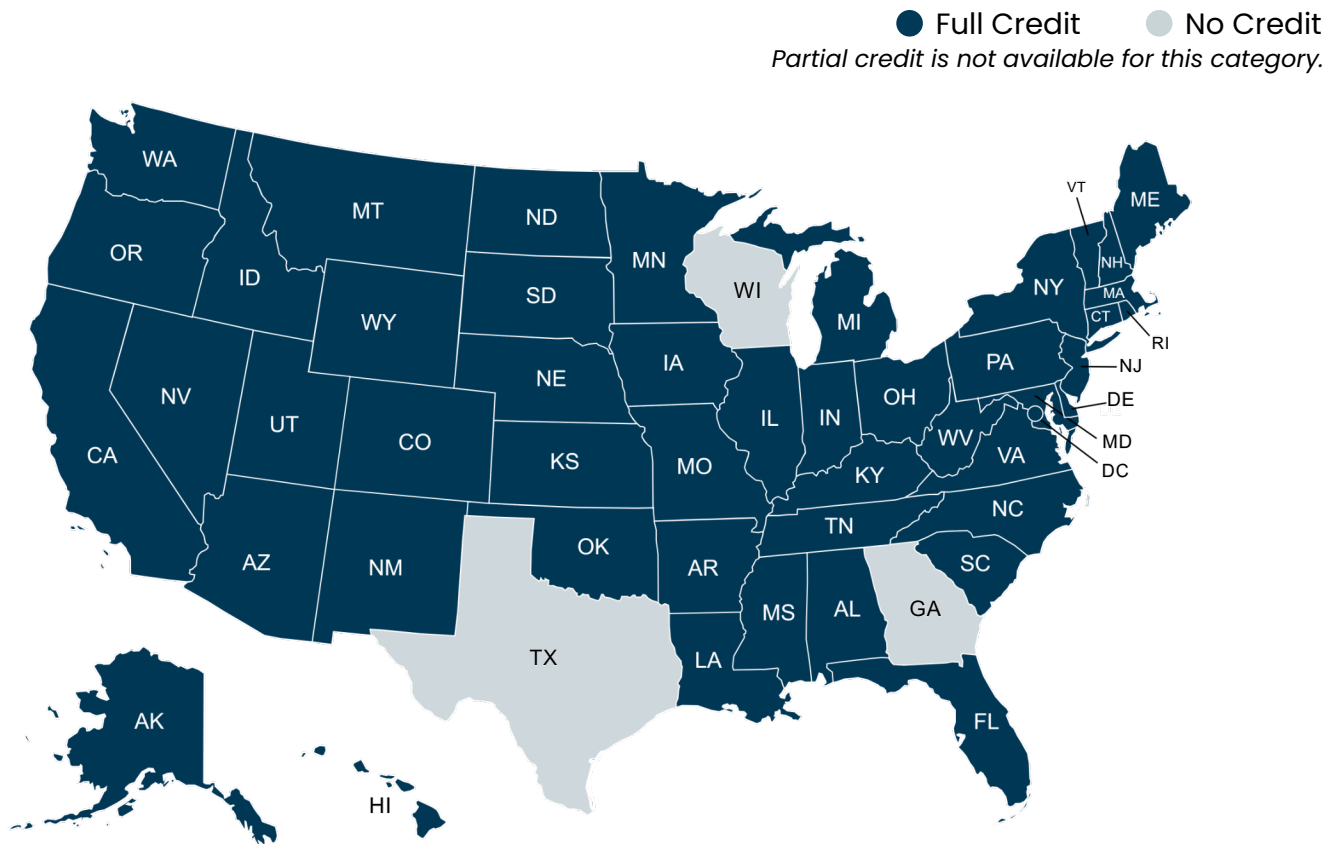 Full Credit No Credit
Partial credit is not available for this category.
WA
MT
ND
VT
ME
OR
ID
MN
NH
SD
WI
NY
MA
WY
MI
CT
RI
IA
PA
NJ
NE
NV
OH
DE
UT
IL
IN
CO
WV
MD
CA
KS
MO
KY
VA
DC
NC
TN
AZ
NM
OK
AR
SC
MS
AL
GA
TX
LA
AK
FL
HI